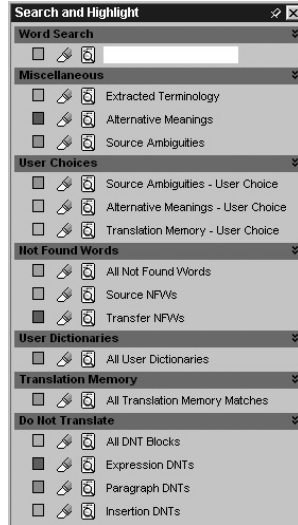 Search and Highlight
Word Search
Miscellaneous
Extracted Terminology
Alternative Meanings
Source Ambiguities
User Choices
Source Ambiguities - User Choice
Alternative Meanings - User Choice
Translation Memory - User Choice
Not Found Words
All Not Found Words
Source NFWs
Transfer NFWs
User Dictionaries
All User Dictionaries
Translation Memory
All Translation Memory Matches
Do Not Translate
All DNT Blocks
Expression DNTs
Paragraph DNTs
Insertion DNTs